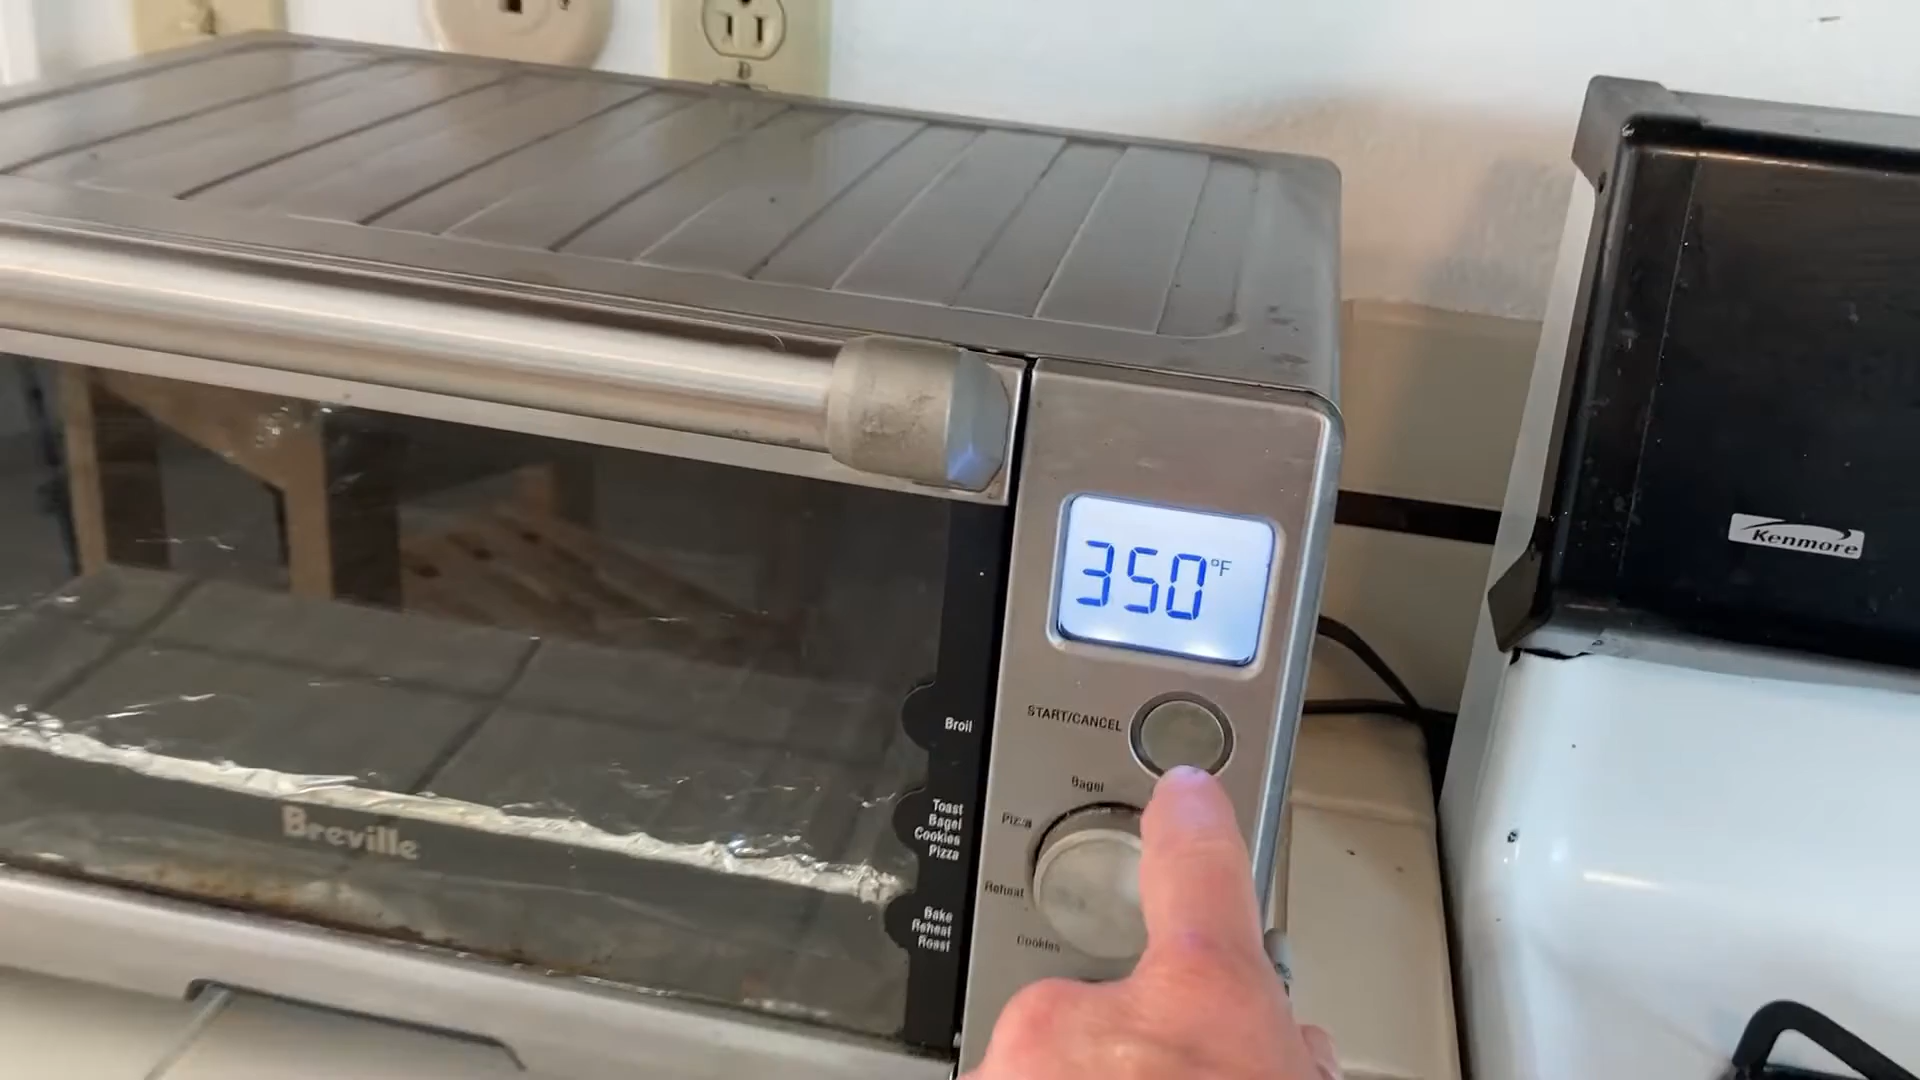 350°F
Kenmore
START/CANCEL
Broil
Bagel
Toast
Bagel
Cookies
Pizza
Pizza
Breville
Reheat
Bake
Reheat
Roast
Cookies